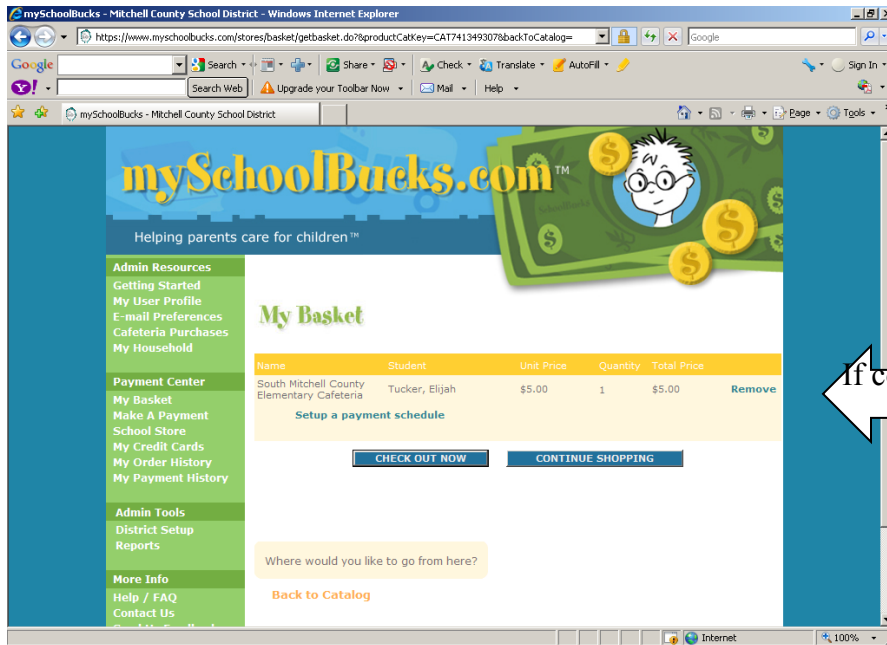 mySchoolBucks - Mitchell County School District - Windows Internet Explorer
https://www.myschoolbucks.com/stores/basket/getbasket.do?&productCatKey=CAT741349307&backToCatalog=
Google
Google Search Share Check Translate AutoFill Sign In
Y! Search Web Upgrade your Toolbar Now Mail Help
mySchoolBucks - Mitchell County School District Page Tools
mySchoolBucks.com™
Helping parents care for children™
Admin Resources
Getting Started
My User Profile
E-mail Preferences
Cafeteria Purchases
My Household
Payment Center
My Basket
Make A Payment
School Store
My Credit Cards
My Order History
My Payment History
Admin Tools
District Setup
Reports
More Info
Help / FAQ
Contact Us
My Basket
Name Student Unit Price Quantity Total Price
South Mitchell County Elementary Cafeteria Tucker, Elijah $5.00 1 $5.00 Remove
Setup a payment schedule
CHECK OUT NOW CONTINUE SHOPPING
Where would you like to go from here?
Back to Catalog
If c
Internet 100%